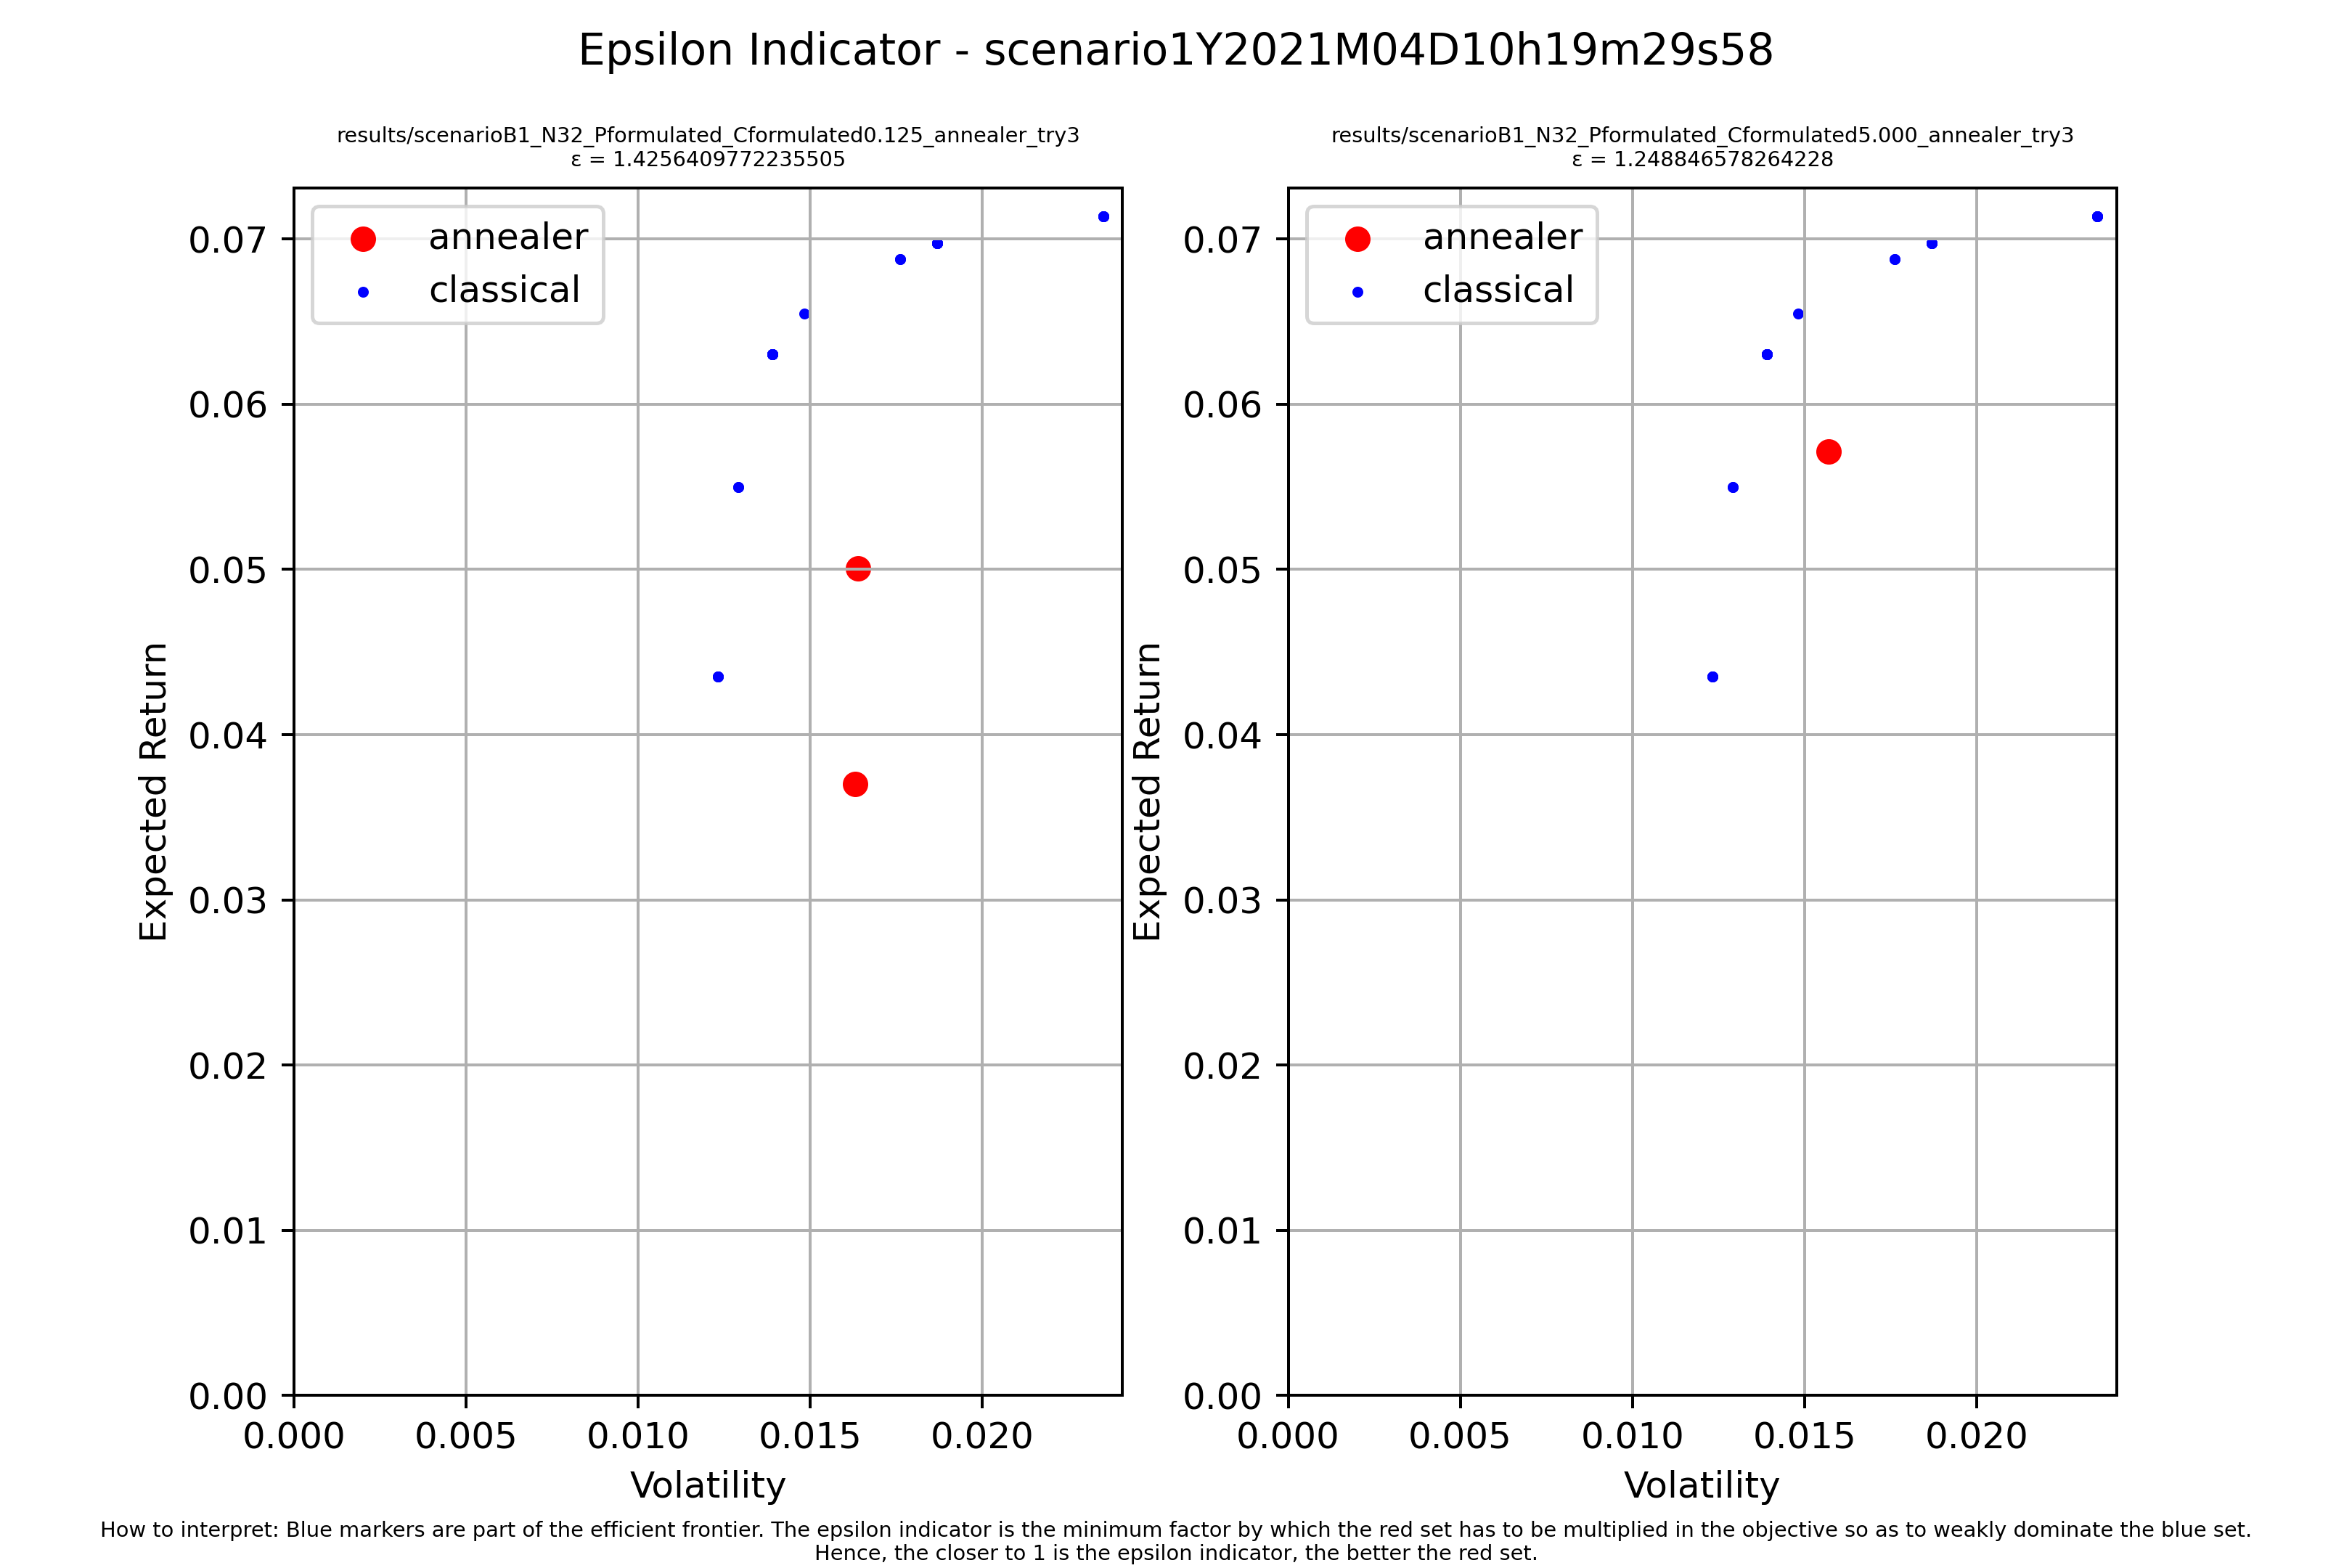 Epsilon Indicator - scenario1Y2021M04D10h19m29s58
results/scenarioB1_N32_Pformulated_Cformulated0.125_annealer_try3
ε = 1.4256409772235505
annealer
classical
0.07
0.06
0.05
0.04
0.03
0.02
0.01
0.00
Expected Return
0.000 0.005 0.010 0.015 0.020
Volatility
results/scenarioB1_N32_Pformulated_Cformulated5.000_annealer_try3
ε = 1.248846578264228
annealer
classical
0.07
0.06
0.05
0.04
0.03
0.02
0.01
0.00
Expected Return
0.000 0.005 0.010 0.015 0.020
Volatility
How to interpret: Blue markers are part of the efficient frontier. The epsilon indicator is the minimum factor by which the red set has to be multiplied in the objective so as to weakly dominate the blue set.
Hence, the closer to 1 is the epsilon indicator, the better the red set.